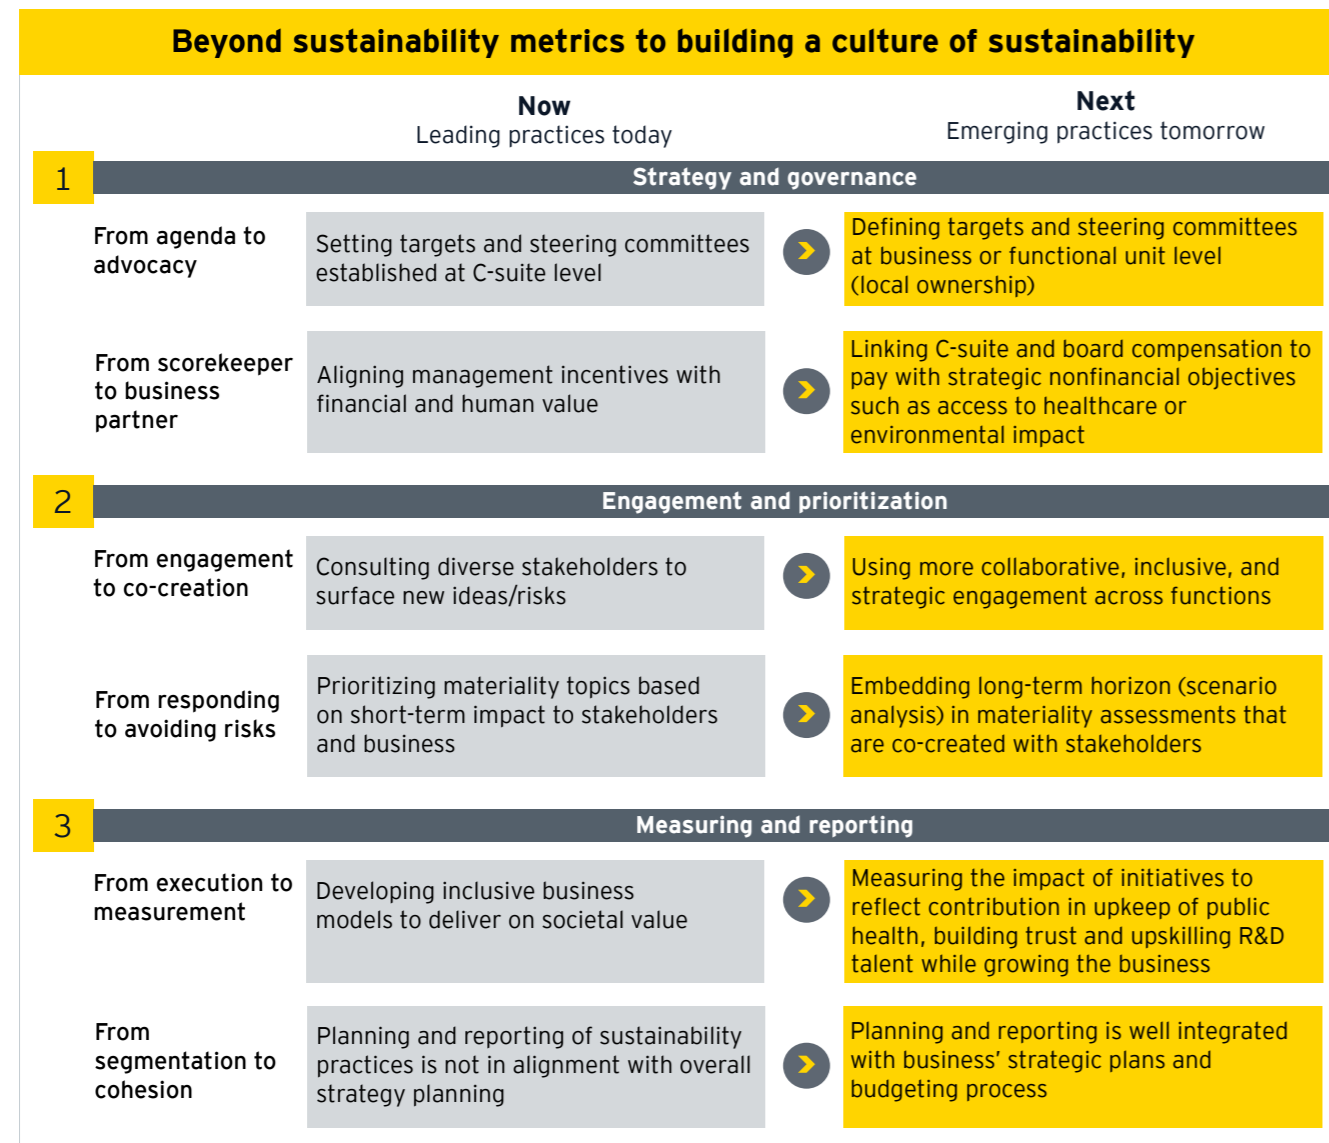 Beyond sustainability metrics to building a culture of sustainability
Now
Leading practices today
Next
Emerging practices tomorrow
1
Strategy and governance
From agenda to
advocacy
Setting targets and steering committees
established at C-suite level
Defining targets and steering committees
at business or functional unit level
(local ownership)
From scorekeeper
to business
partner
Aligning management incentives with
financial and human value
Linking C-suite and board compensation to
pay with strategic nonfinancial objectives
such as access to healthcare or
environmental impact
2
Engagement and prioritization
From engagement
to co-creation
Consulting diverse stakeholders to
surface new ideas/risks
Using more collaborative, inclusive, and
strategic engagement across functions
From responding
to avoiding risks
Prioritizing materiality topics based
on short-term impact to stakeholders
and business
Embedding long-term horizon (scenario
analysis) in materiality assessments that
are co-created with stakeholders
3
Measuring and reporting
From execution to
measurement
Developing inclusive business
models to deliver on societal value
Measuring the impact of initiatives to
reflect contribution in upkeep of public
health, building trust and upskilling R&D
talent while growing the business
From
segmentation to
cohesion
Planning and reporting of sustainability
practices is not in alignment with overall
strategy planning
Planning and reporting is well integrated
with business’ strategic plans and
budgeting process